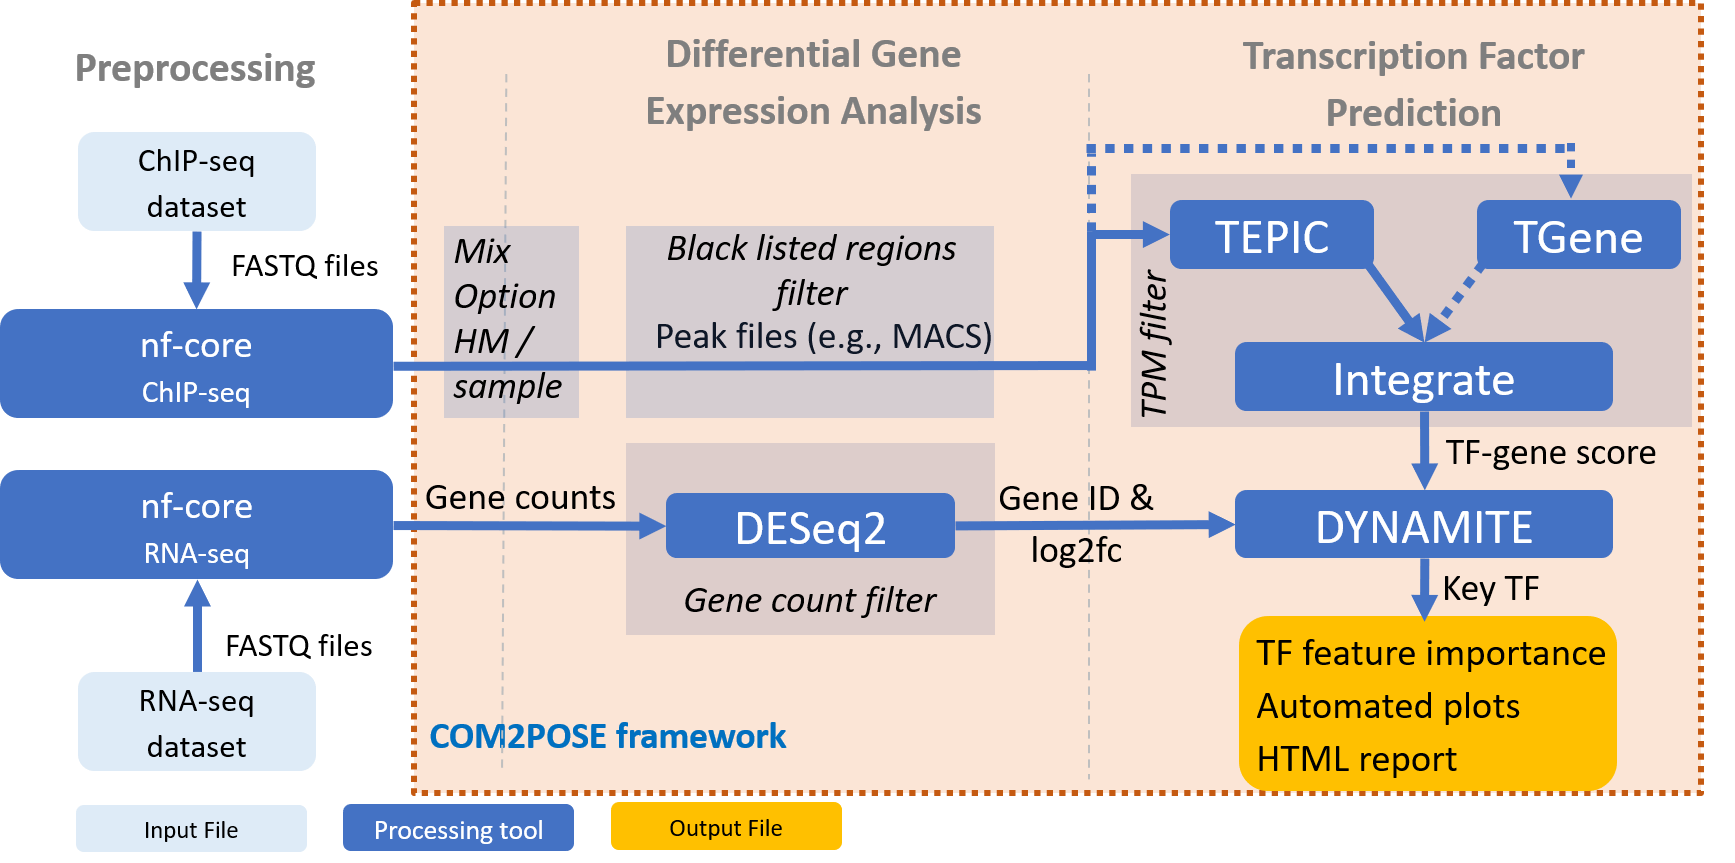 Preprocessing
Differential Gene
Expression Analysis
Transcription Factor
Prediction
ChIP-seq
dataset
FASTQ files
nf-core
ChIP-seq
Mix
Option
HM /
sample
Black listed regions
filter
Peak files (e.g., MACS)
TEPIC
TGene
TPM filter
Integrate
TF-gene score
nf-core
RNA-seq
Gene counts
DESeq2
Gene count filter
Gene ID &
log2fc
DYNAMITE
Key TF
FASTQ files
RNA-seq
dataset
TF feature importance
Automated plots
HTML report
COM2POSE framework
Input File
Processing tool
Output File